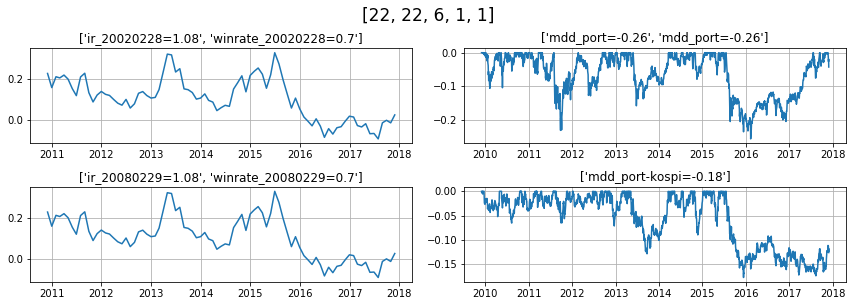 [22, 22, 6, 1, 1]
['ir_20020228=1.08', 'winrate_20020228=0.7']
0.2
0.0
2011 2012 2013 2014 2015 2016 2017 2018
['mdd_port=-0.26', 'mdd_port=-0.26']
0.0
−0.1
−0.2
2010 2011 2012 2013 2014 2015 2016 2017 2018
['ir_20080229=1.08', 'winrate_20080229=0.7']
0.2
0.0
2011 2012 2013 2014 2015 2016 2017 2018
['mdd_port-kospi=-0.18']
0.00
−0.05
−0.10
−0.15
2010 2011 2012 2013 2014 2015 2016 2017 2018